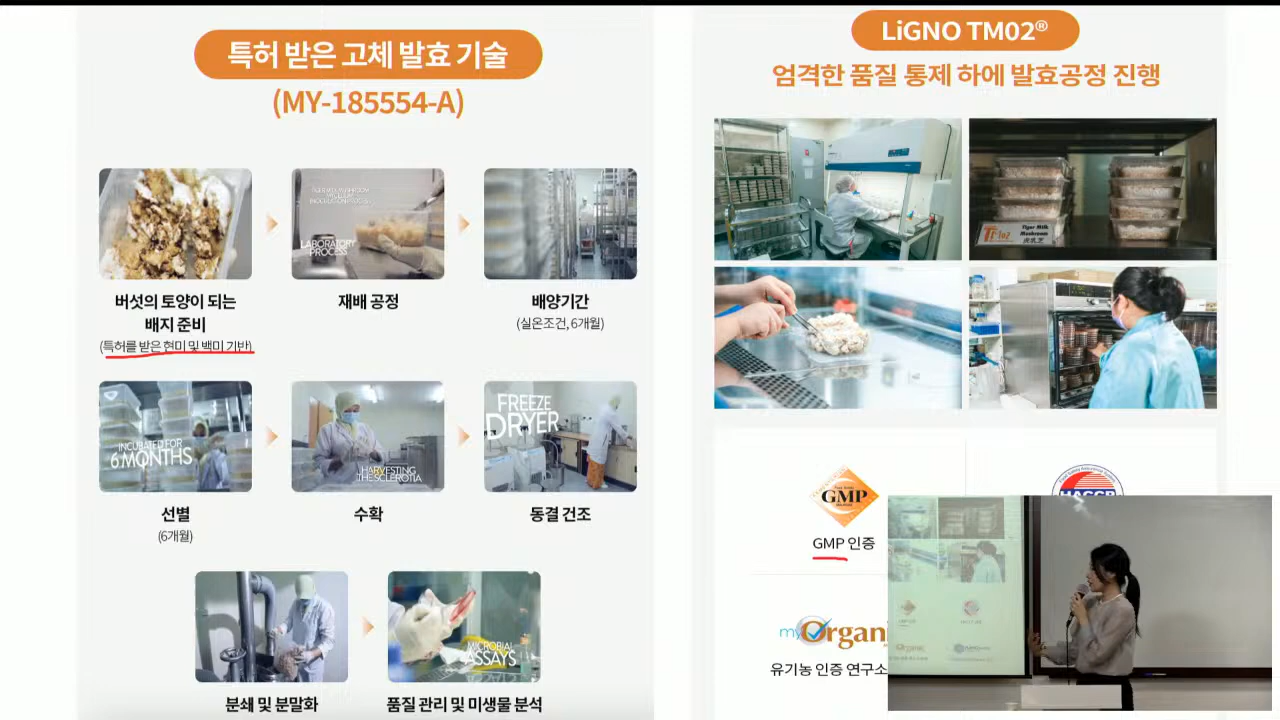 특허 받은 고체 발효 기술
(MY-185554-A)
버섯의 토양이 되는
배지 준비
(특허를 받은 현미 및 백미 기반)
LABORATORY
PROCESS
재배 공정
배양기간
(실온조건, 6개월)
INCUBATED FOR
6 MONTHS
선별
(6개월)
HARVESTING
THE SCLEROTIA
수확
FREEZE
DRYER
동결 건조
분쇄 및 분말화
MICROBIAL
ASSAYS
품질 관리 및 미생물 분석
LiGNO TM02®
엄격한 품질 통제 하에 발효공정 진행
Tiger Milk
Mushroom
GMP
GMP 인증
HACCP
myOrgani
유기농 인증 연구소